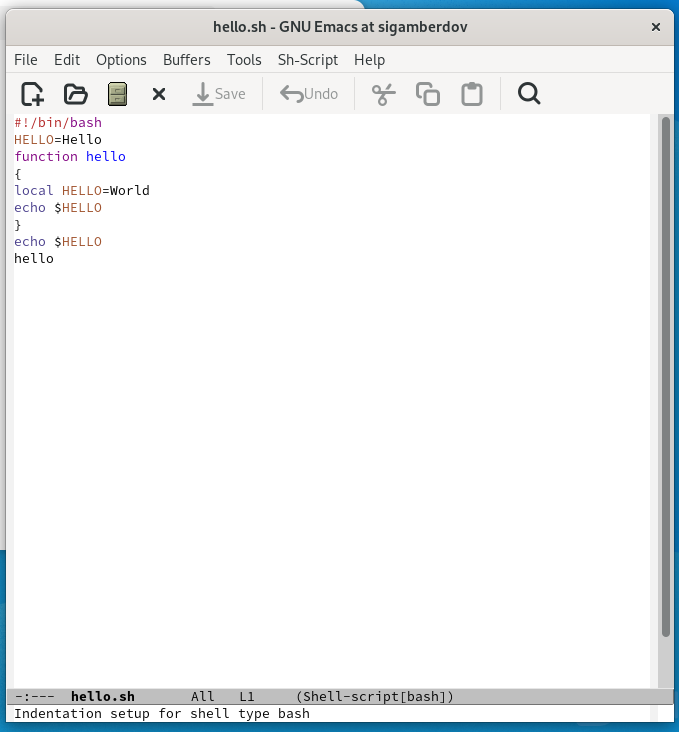 hello.sh - GNU Emacs at sigamberdov
File Edit Options Buffers Tools Sh-Script Help
Save Undo
#!/bin/bash
HELLO=Hello
function hello
{
local HELLO=World
echo $HELLO
}
echo $HELLO
hello
-:--- hello.sh All L1 (Shell-script[bash])
Indentation setup for shell type bash